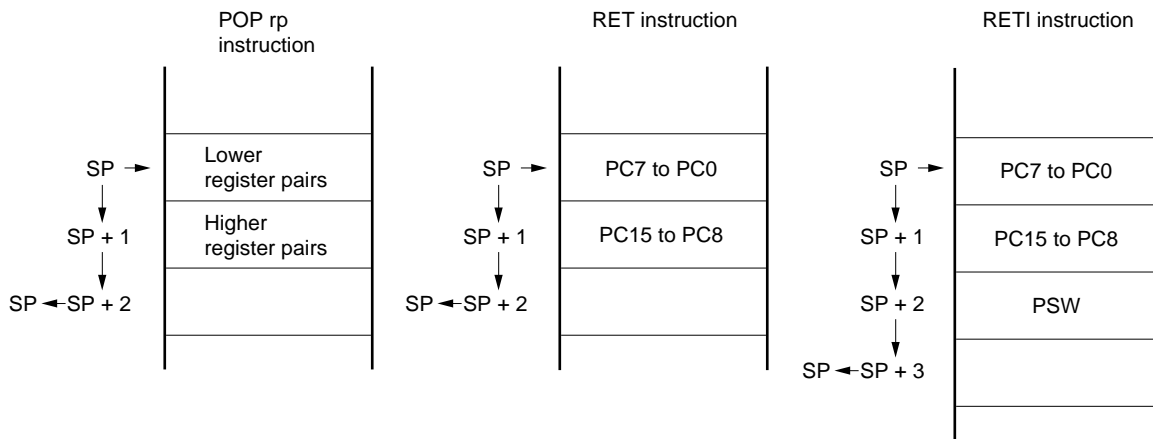 POP rp
instruction
RET instruction
RETI instruction
SP
Lower
register pairs
SP + 1
Higher
register pairs
SP
SP + 2
SP
PC7 to PC0
SP + 1
PC15 to PC8
SP
SP + 2
SP
PC7 to PC0
SP + 1
PC15 to PC8
SP + 2
PSW
SP
SP + 3